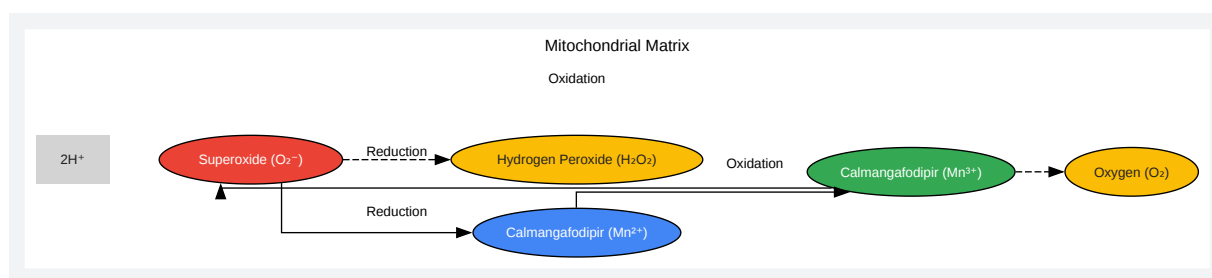 Mitochondrial Matrix
Oxidation
2H⁺
Superoxide (O₂⁻)
Reduction
Hydrogen Peroxide (H₂O₂)
Oxidation
Calmangafodipir (Mn³⁺)
Oxygen (O₂)
Reduction
Calmangafodipir (Mn²⁺)